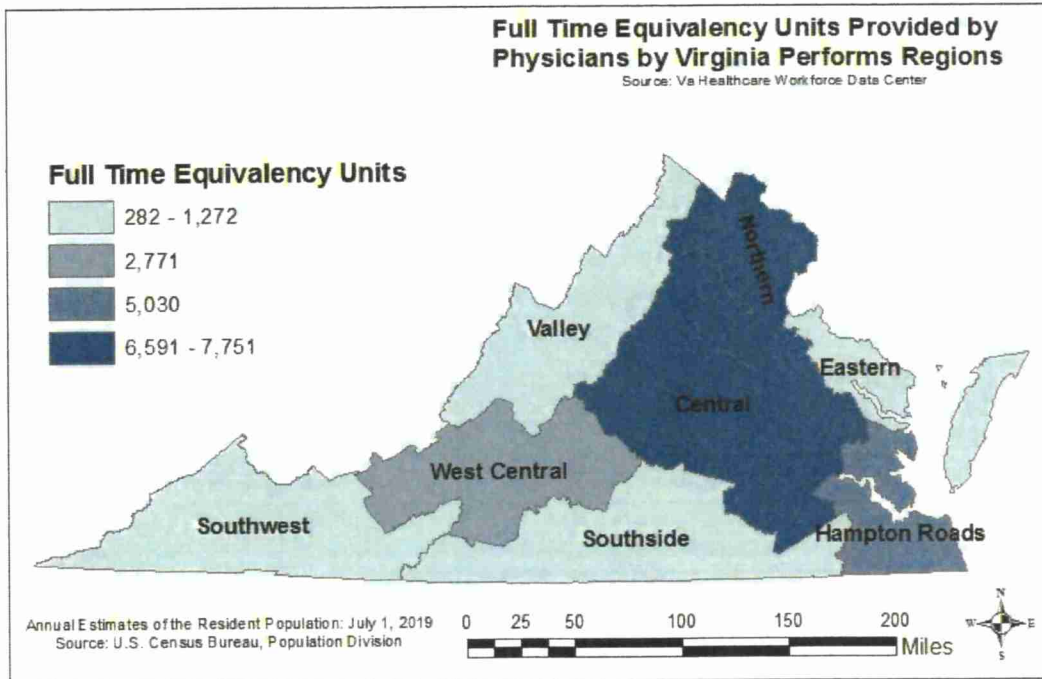 Full Time Equivalency Units Provided by
Physicians by Virginia Performs Regions
Source: Va Healthcare Workforce Data Center
Full Time Equivalency Units
282 - 1,272
2,771
5,030
6,591 - 7,751
Northern
Valley
Eastern
Central
West Central
Southwest
Southside
Hampton Roads
Annual Estimates of the Resident Population: July 1, 2019
Source: U.S. Census Bureau, Population Division
0 25 50 100 150 200
Miles
N
W E
S